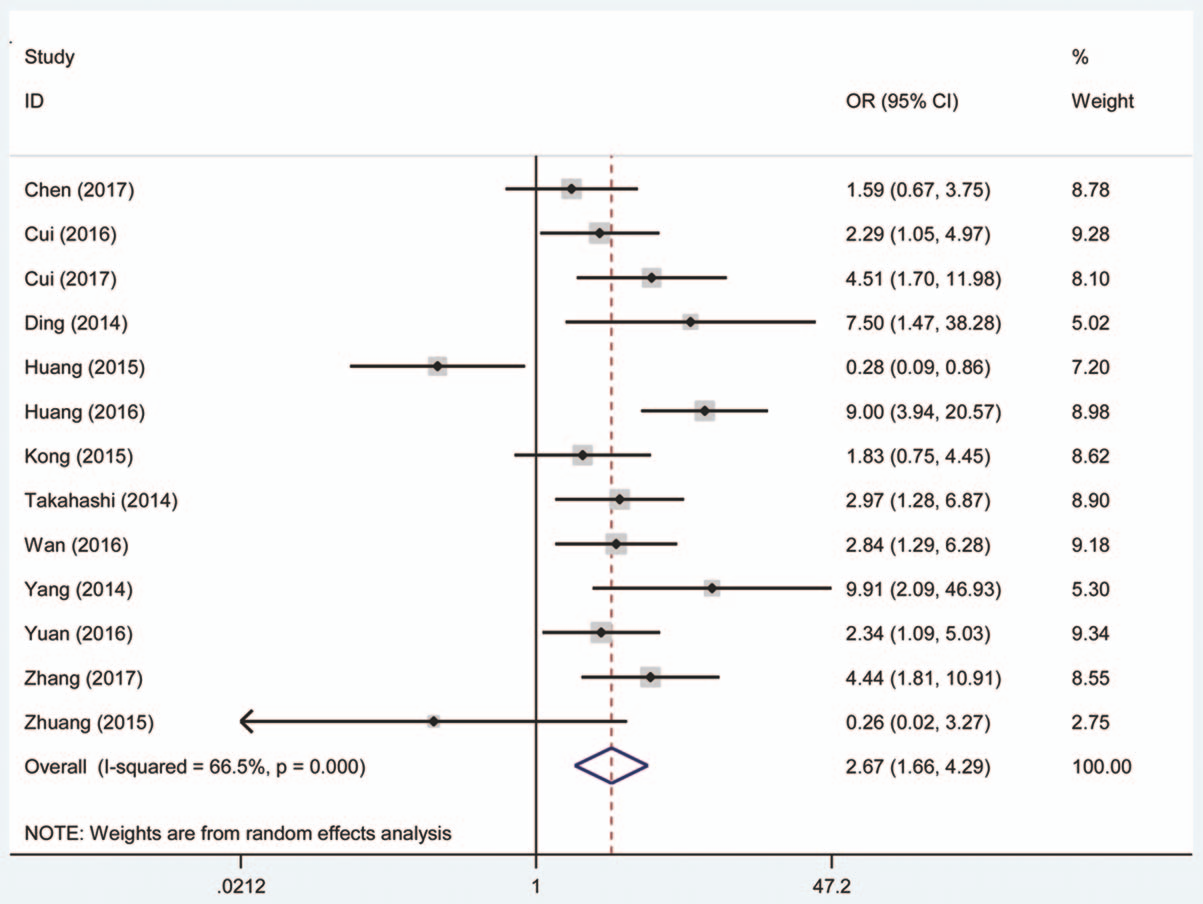 Study %
ID OR (95% CI) Weight
Chen (2017) 1.59 (0.67, 3.75) 8.78
Cui (2016) 2.29 (1.05, 4.97) 9.28
Cui (2017) 4.51 (1.70, 11.98) 8.10
Ding (2014) 7.50 (1.47, 38.28) 5.02
Huang (2015) 0.28 (0.09, 0.86) 7.20
Huang (2016) 9.00 (3.94, 20.57) 8.98
Kong (2015) 1.83 (0.75, 4.45) 8.62
Takahashi (2014) 2.97 (1.28, 6.87) 8.90
Wan (2016) 2.84 (1.29, 6.28) 9.18
Yang (2014) 9.91 (2.09, 46.93) 5.30
Yuan (2016) 2.34 (1.09, 5.03) 9.34
Zhang (2017) 4.44 (1.81, 10.91) 8.55
Zhuang (2015) 0.26 (0.02, 3.27) 2.75
Overall (I-squared = 66.5%, p = 0.000) 2.67 (1.66, 4.29) 100.00
NOTE: Weights are from random effects analysis
.0212 1 47.2